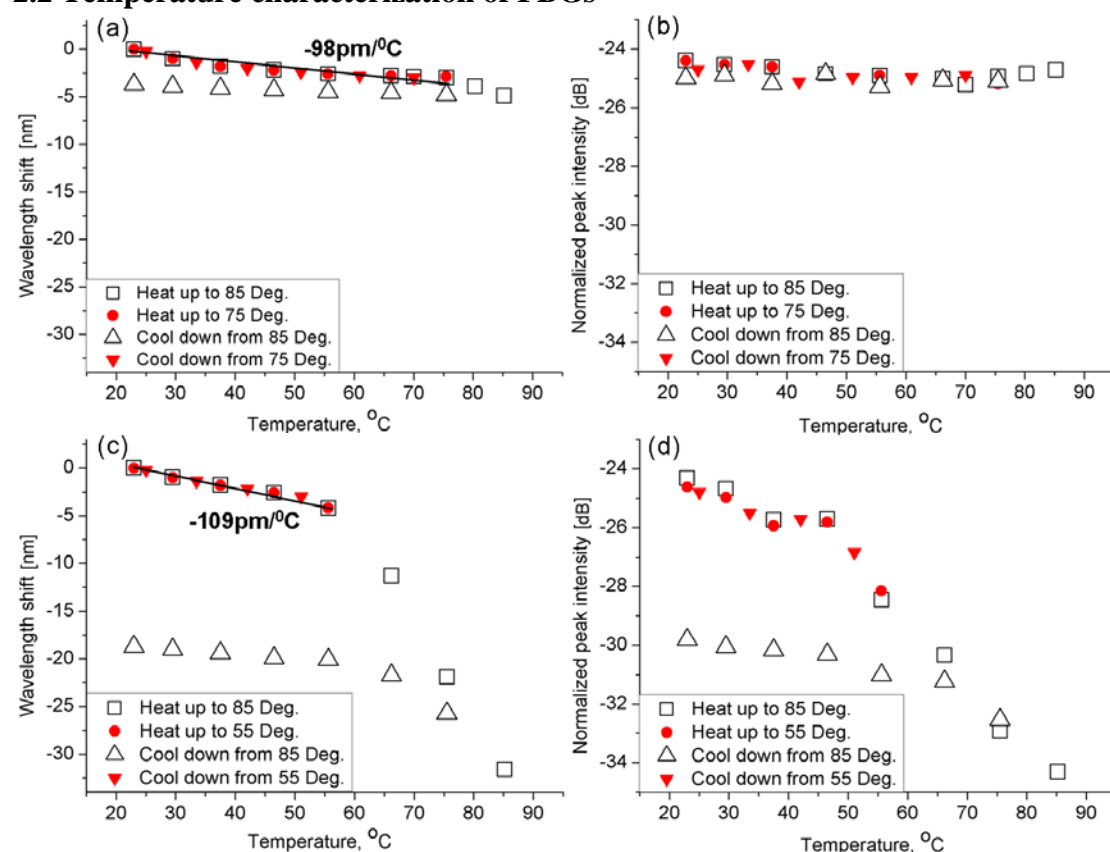 2.2 Temperature characterization of FBGs
(a)
-98pm/⁰C
0
-5
-10
-15
-20
-25
-30
Wavelength shift [nm]
Heat up to 85 Deg.
Heat up to 75 Deg.
Cool down from 85 Deg.
Cool down from 75 Deg.
20 30 40 50 60 70 80 90
Temperature, °C
(b)
-24
-26
-28
-30
-32
-34
Normalized peak intensity [dB]
Heat up to 85 Deg.
Heat up to 75 Deg.
Cool down from 85 Deg.
Cool down from 75 Deg.
20 30 40 50 60 70 80 90
Temperature, °C
(c)
-109pm/⁰C
0
-5
-10
-15
-20
-25
-30
Wavelength shift [nm]
Heat up to 85 Deg.
Heat up to 55 Deg.
Cool down from 85 Deg.
Cool down from 55 Deg.
20 30 40 50 60 70 80 90
Temperature, °C
(d)
-24
-26
-28
-30
-32
-34
Normalized peak intensity [dB]
Heat up to 85 Deg.
Heat up to 55 Deg.
Cool down from 85 Deg.
Cool down from 55 Deg.
20 30 40 50 60 70 80 90
Temperature, °C